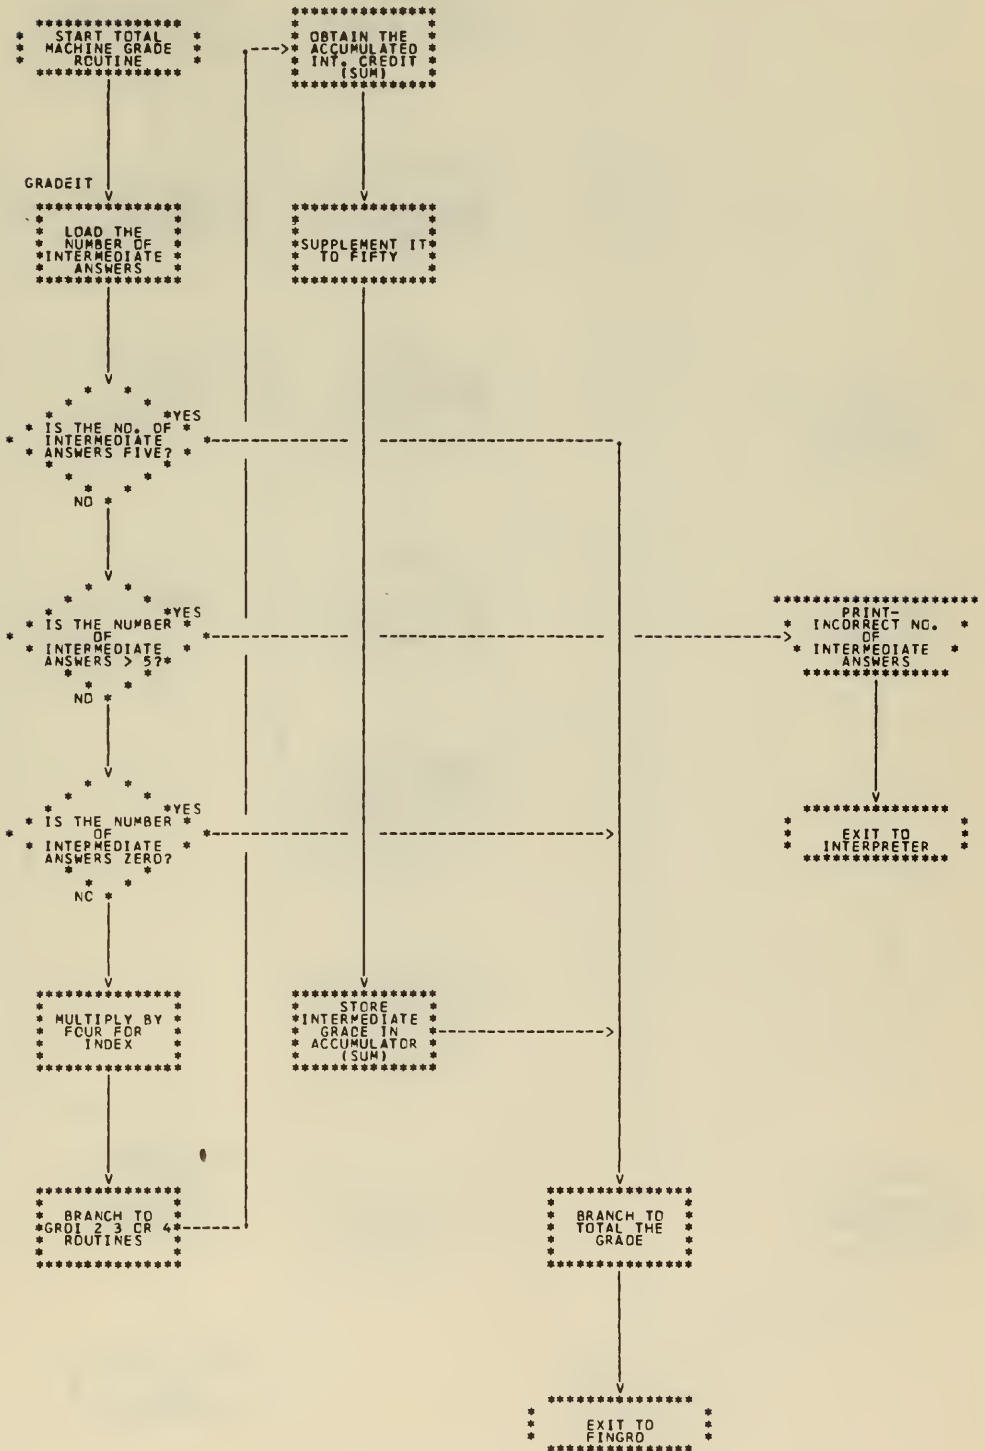 START TOTAL
MACHINE GRADE
ROUTINE
GRADEIT
LOAD THE
NUMBER OF
INTERMEDIATE
ANSWERS
YES
IS THE NO. OF
INTERMEDIATE
ANSWERS FIVE?
NO
YES
IS THE NUMBER
OF
INTERMEDIATE
ANSWERS > 5?
NO
YES
IS THE NUMBER
OF
INTERMEDIATE
ANSWERS ZERO?
NO
MULTIPLY BY
FOUR FOR
INDEX
BRANCH TO
GRDI 2 3 OR 4
ROUTINES
OBTAIN THE
ACCUMULATED
INT. CREDIT
(SUM)
SUPPLEMENT IT
TO FIFTY
STORE
INTERMEDIATE
GRADE IN
ACCUMULATOR
(SUM)
BRANCH TO
TOTAL THE
GRADE
EXIT TO
FINGRD
PRINT-
INCORRECT NO.
OF
INTERMEDIATE
ANSWERS
EXIT TO
INTERPRETER